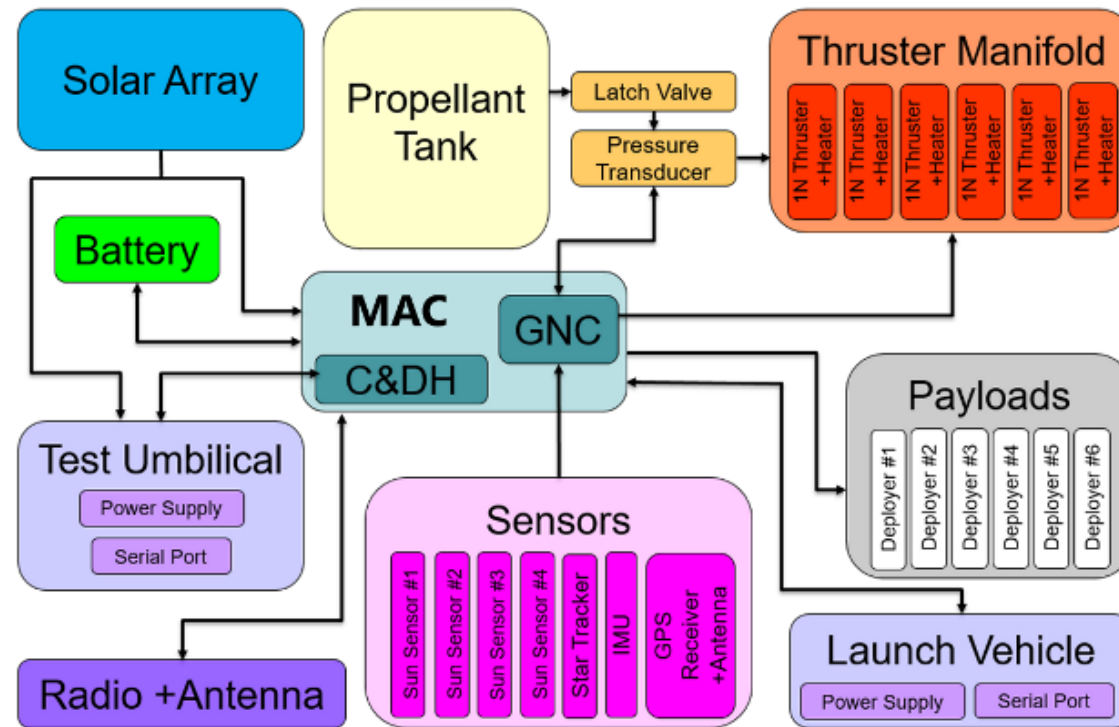 Solar Array
Propellant
Tank
Latch Valve
Pressure
Transducer
Thruster Manifold
1N Thruster
+Heater
1N Thruster
+Heater
1N Thruster
+Heater
1N Thruster
+Heater
1N Thruster
+Heater
1N Thruster
+Heater
Battery
MAC
GNC
C&DH
Test Umbilical
Power Supply
Serial Port
Sensors
Sun Sensor #1
Sun Sensor #2
Sun Sensor #3
Sun Sensor #4
Star Tracker
IMU
GPS
Receiver
+Antenna
Payloads
Deployer #1
Deployer #2
Deployer #3
Deployer #4
Deployer #5
Deployer #6
Radio +Antenna
Launch Vehicle
Power Supply
Serial Port